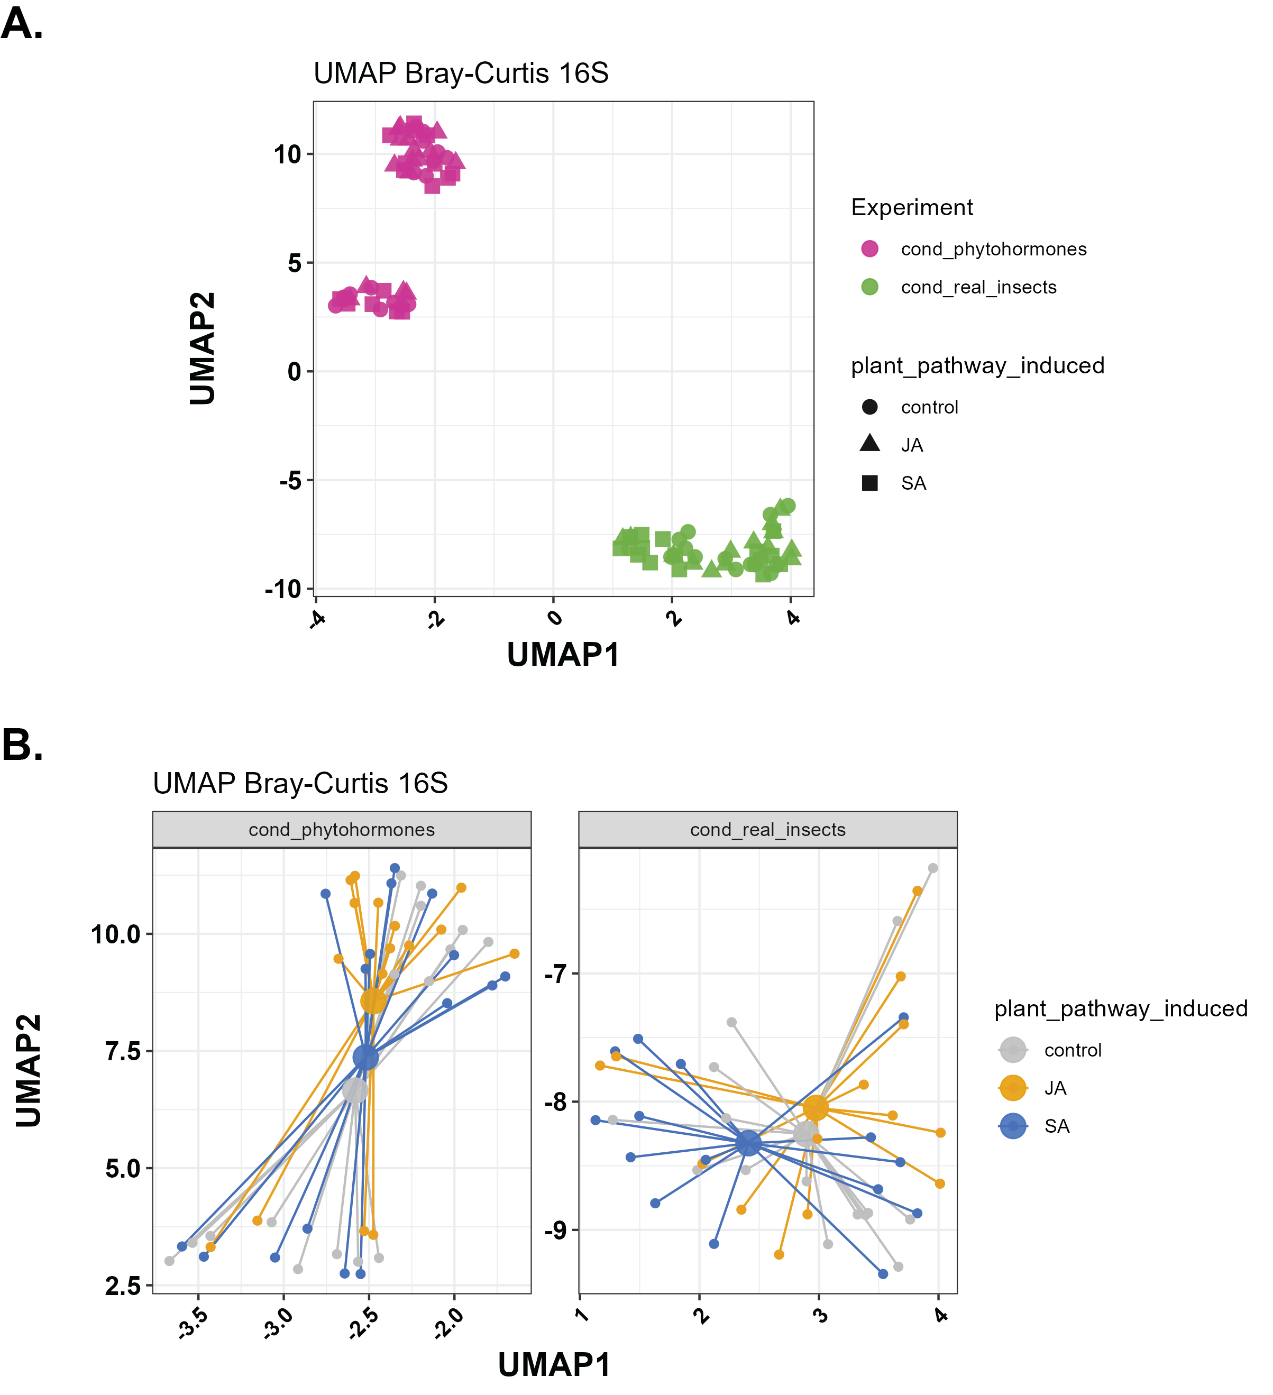 A.
UMAP Bray-Curtis 16S
10
5
0
-5
-10
UMAP2
-4
-2
0
2
4
UMAP1
Experiment
cond_phytohormones
cond_real_insects
plant_pathway_induced
control
JA
SA
B.
UMAP Bray-Curtis 16S
cond_phytohormones
cond_real_insects
10.0
7.5
5.0
2.5
UMAP2
-7
-8
-9
-3.5
-3.0
-2.5
-2.0
1
2
3
4
UMAP1
plant_pathway_induced
control
JA
SA